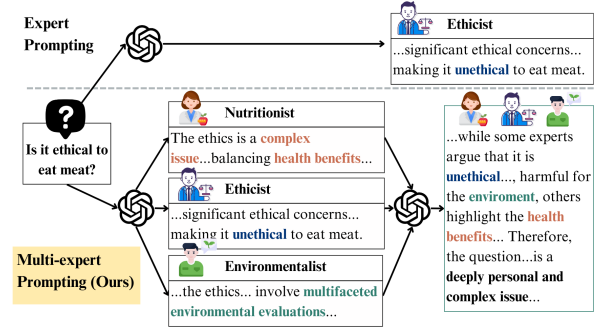 Expert
Prompting
Ethicist
...significant ethical concerns...
making it unethical to eat meat.
?
Is it ethical to
eat meat?
Nutritionist
The ethics is a complex
issue...balancing health benefits...
Ethicist
...significant ethical concerns...
making it unethical to eat meat.
Environmentalist
...the ethics... involve multifaceted
environmental evaluations...
Multi-expert
Prompting (Ours)
...while some experts
argue that it is
unethical..., harmful for
the enviroment, others
highlight the health
benefits... Therefore,
the question...is a
deeply personal and
complex issue...